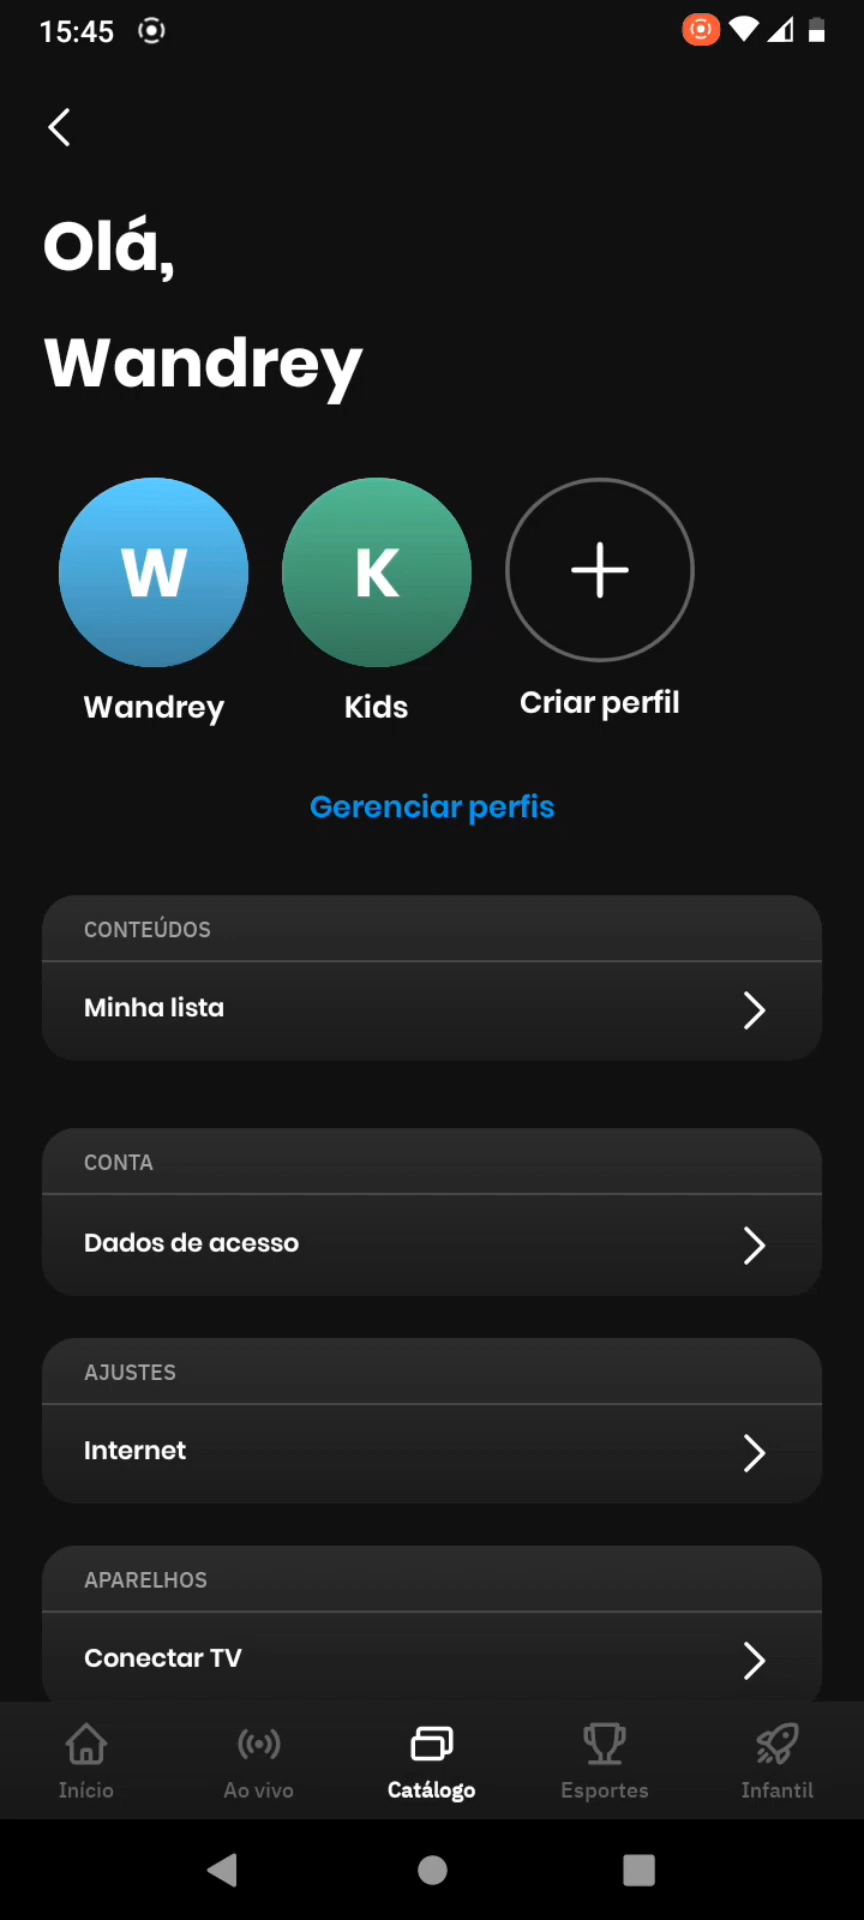 15:45
Olá,
Wandrey
W
K
Wandrey
Kids
Criar perfil
Gerenciar perfis
CONTEÚDOS
Minha lista
CONTA
Dados de acesso
AJUSTES
Internet
APARELHOS
Conectar TV
Início
Ao vivo
Catálogo
Esportes
Infantil